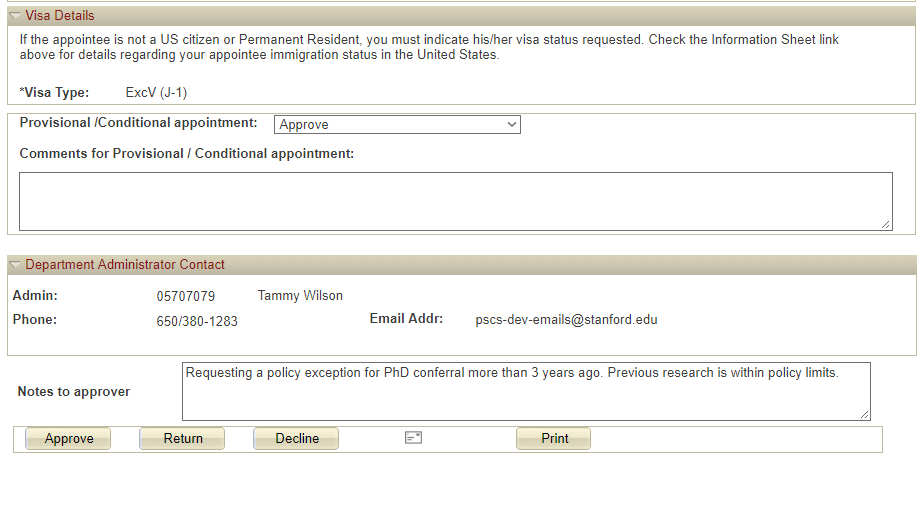 Visa Details
If the appointee is not a US citizen or Permanent Resident, you must indicate his/her visa status requested. Check the Information Sheet link
above for details regarding your appointee immigration status in the United States.
*Visa Type: ExcV (J-1)
Provisional /Conditional appointment: Approve
Comments for Provisional / Conditional appointment:
Department Administrator Contact
Admin: 05707079 Tammy Wilson
Phone: 650/380-1283 Email Addr: pscs-dev-emails@stanford.edu
Requesting a policy exception for PhD conferral more than 3 years ago. Previous research is within policy limits.
Notes to approver
Approve Return Decline Print